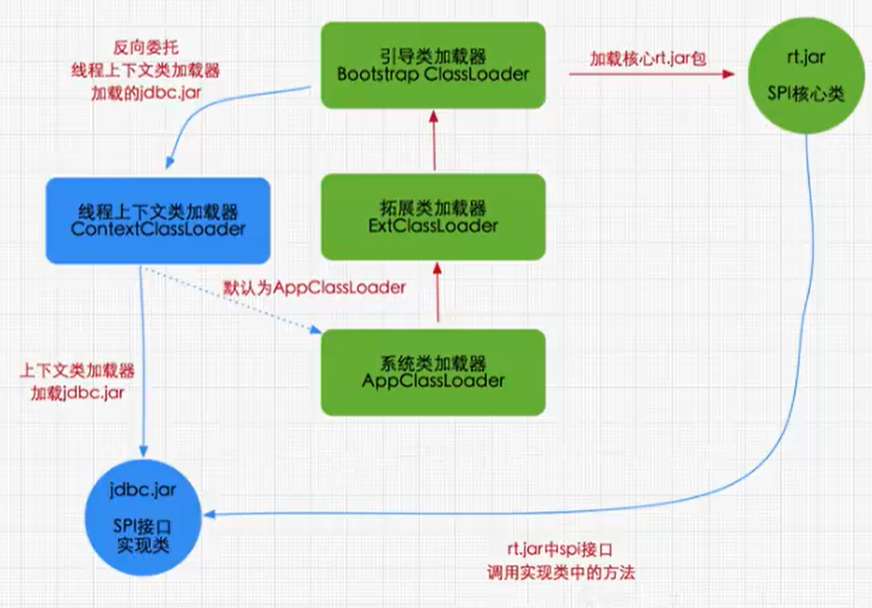 反向委托
线程上下文类加载器
加载的jdbc.jar
引导类加载器
Bootstrap ClassLoader
加载核心rt.jar包
rt.jar
SPI核心类
线程上下文类加载器
ContextClassLoader
拓展类加载器
ExtClassLoader
默认为AppClassLoader
系统类加载器
AppClassLoader
上下文类加载器
加载jdbc.jar
jdbc.jar
SPI接口
实现类
rt.jar中spi接口
调用实现类中的方法